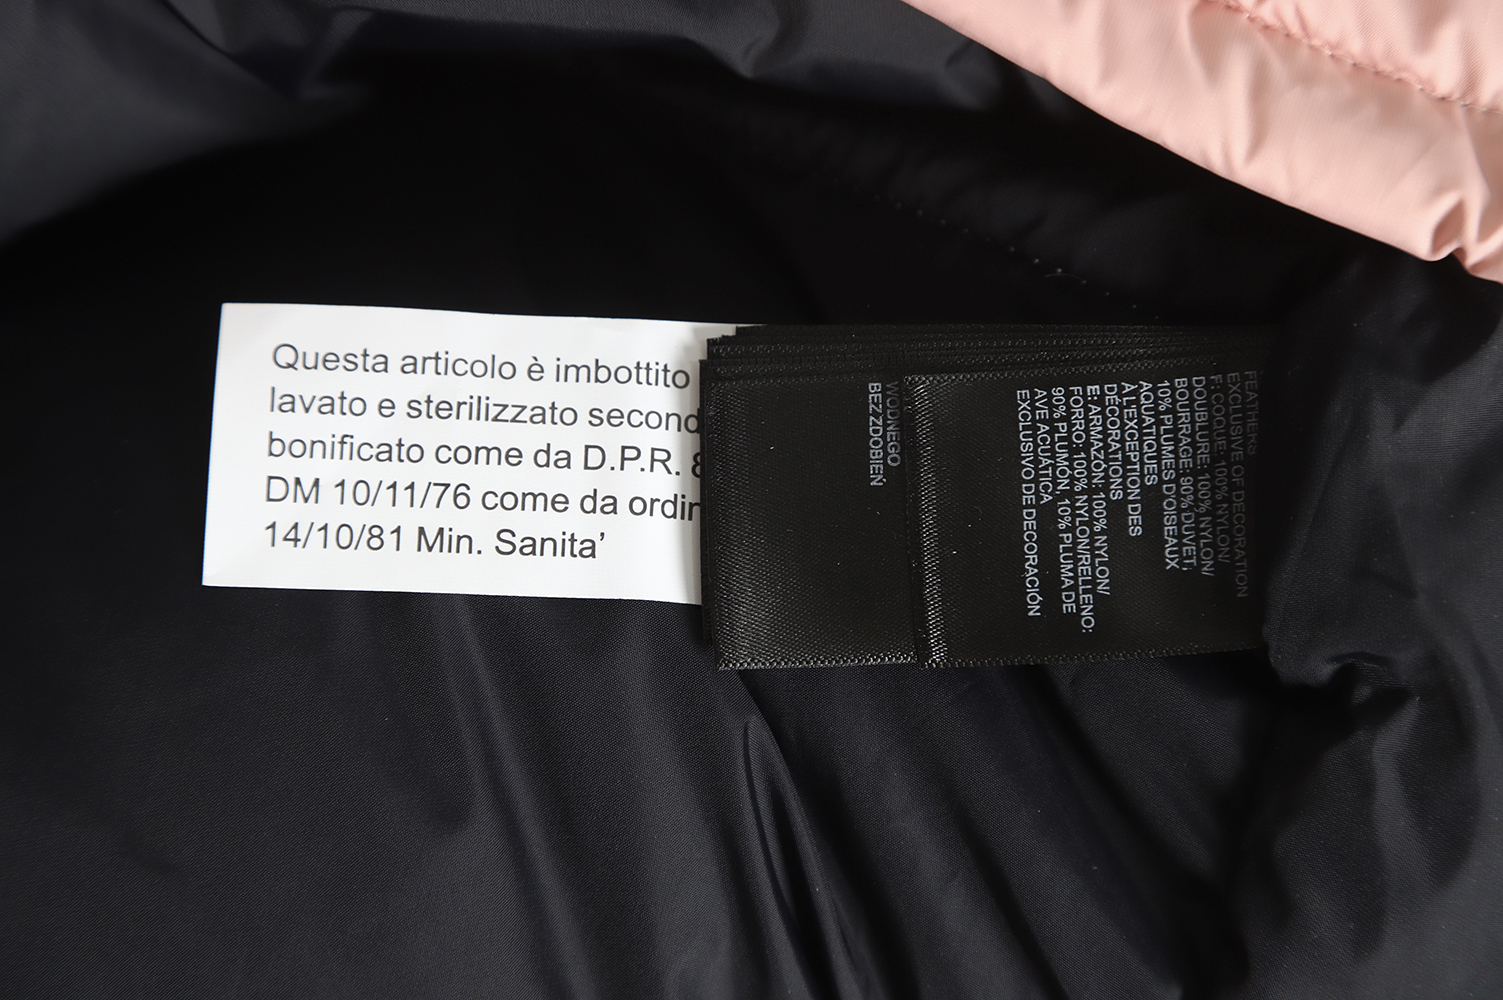 Questa articolo è imbottito
lavato e sterilizzato second
bonificato come da D.P.R.
DM 10/11/76 come da ordin
14/10/81 Min. Sanita’
WODNEGO
BEZ ZDOBIEŃ
FEATHERS
EXCLUSIVE OF DECORATION
F: COQUE: 100% NYLON/
DOUBLURE: 100% NYLON/
BOURRAGE: 90% DUVET,
10% PLUMES D'OISEAUX
AQUATIQUES
À L'EXCEPTION DES
DÉCORATIONS
E: ARMAZÓN: 100% NYLON/
FORRO: 100% NYLON/RELLENO:
90% PLUMÓN, 10% PLUMA DE
AVE ACUÁTICA
EXCLUSIVO DE DECORACIÓN